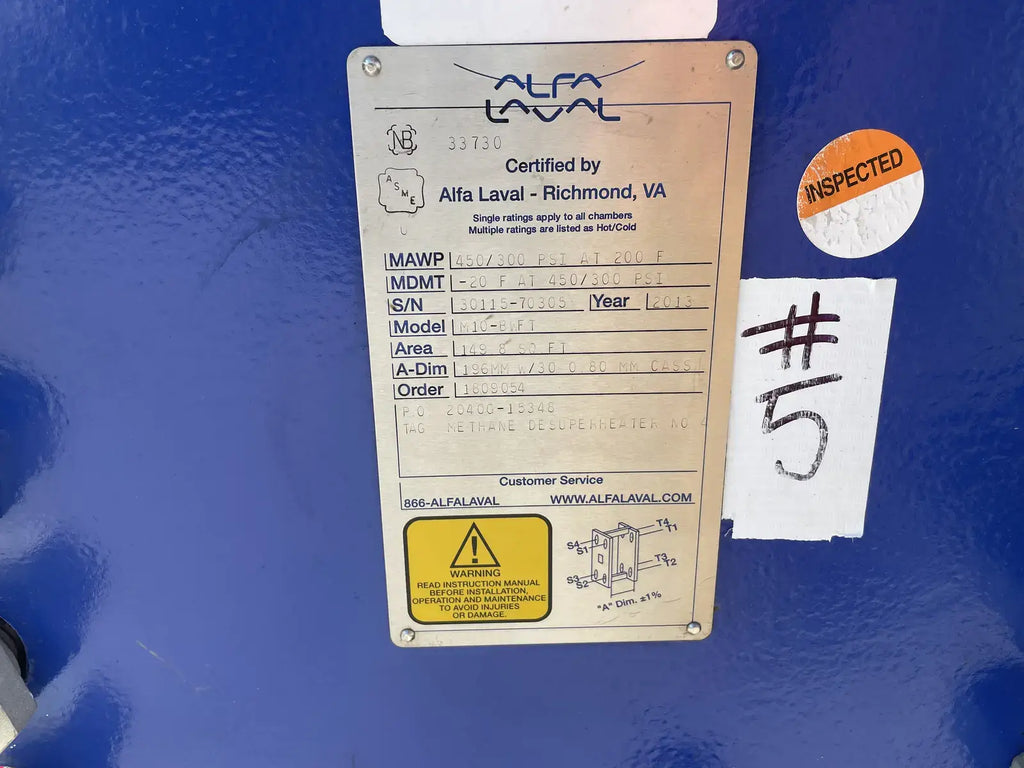 ALFA
LAVAL
NB 33730
Certified by
ASME Alfa Laval - Richmond, VA
U
Single ratings apply to all chambers
Multiple ratings are listed as Hot/Cold
MAWP 450/300 PSI AT 200 F
MDMT -20 F AT 450/300 PSI
S/N 30115-70305 Year 2013
Model M10-BWFT
Area 149.8 SQ FT
A-Dim 196MM W/30 0.80 MM CASS
Order 1609054
P.O. 20400-15348
TAG METHANE DESUPERHEATER NO 4
Customer Service
866-ALFALAVAL WWW.ALFALAVAL.COM
WARNING
READ INSTRUCTION MANUAL
BEFORE INSTALLATION,
OPERATION AND MAINTENANCE
TO AVOID INJURIES
OR DAMAGE.
S4 T4
S1 T1
S3 T3
S2 T2
"A" Dim. ±1%
INSPECTED
#
5